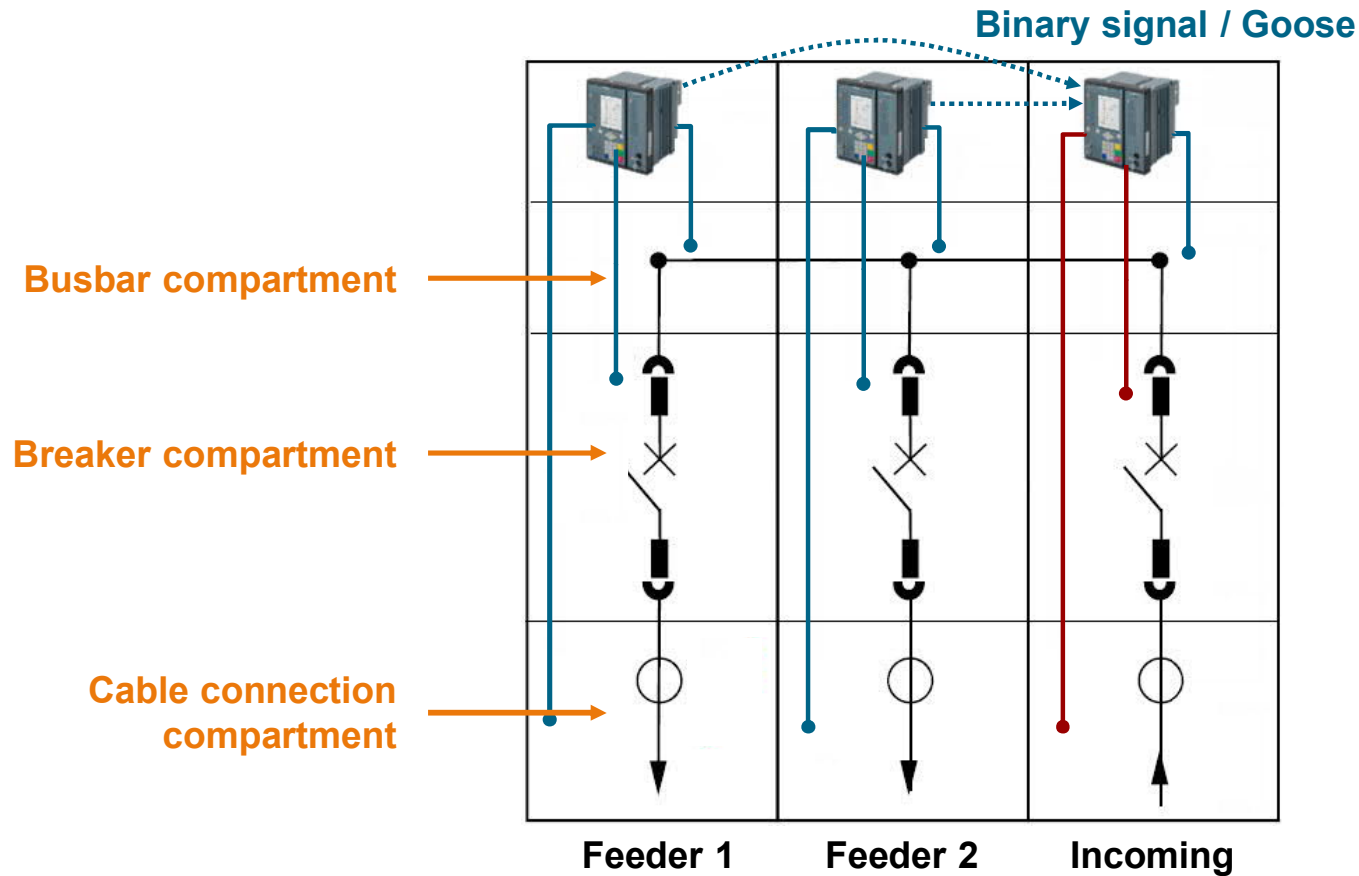 Binary signal / Goose
Busbar compartment
Breaker compartment
Cable connection
compartment
Feeder 1
Feeder 2
Incoming